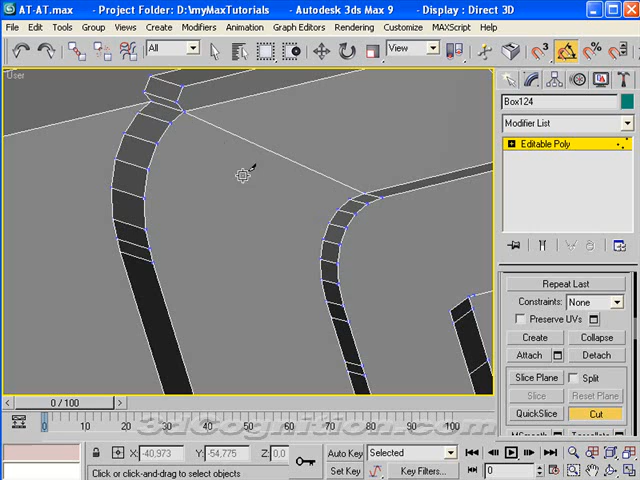 AT-AT.max - Project Folder: D:\myMaxTutorials - Autodesk 3ds Max 9 - Display : Direct 3D
File Edit Tools Group Views Create Modifiers Animation Graph Editors Rendering Customize MAXScript Help
All View 3 %
User
Box124
Modifier List
Editable Poly
Repeat Last
Constraints: None
Preserve UVs
Create Collapse
Attach Detach
Slice Plane Split
Slice Reset Plane
QuickSlice Cut
MSmooth Tessellate
0 / 100
0 10 20 30 40 50 60 70 80 90 100
3dCognition.com
X: -40,973 Y: -54,775 Z: 0,0 Auto Key Selected
Click or click-and-drag to select objects Set Key Key Filters... 0